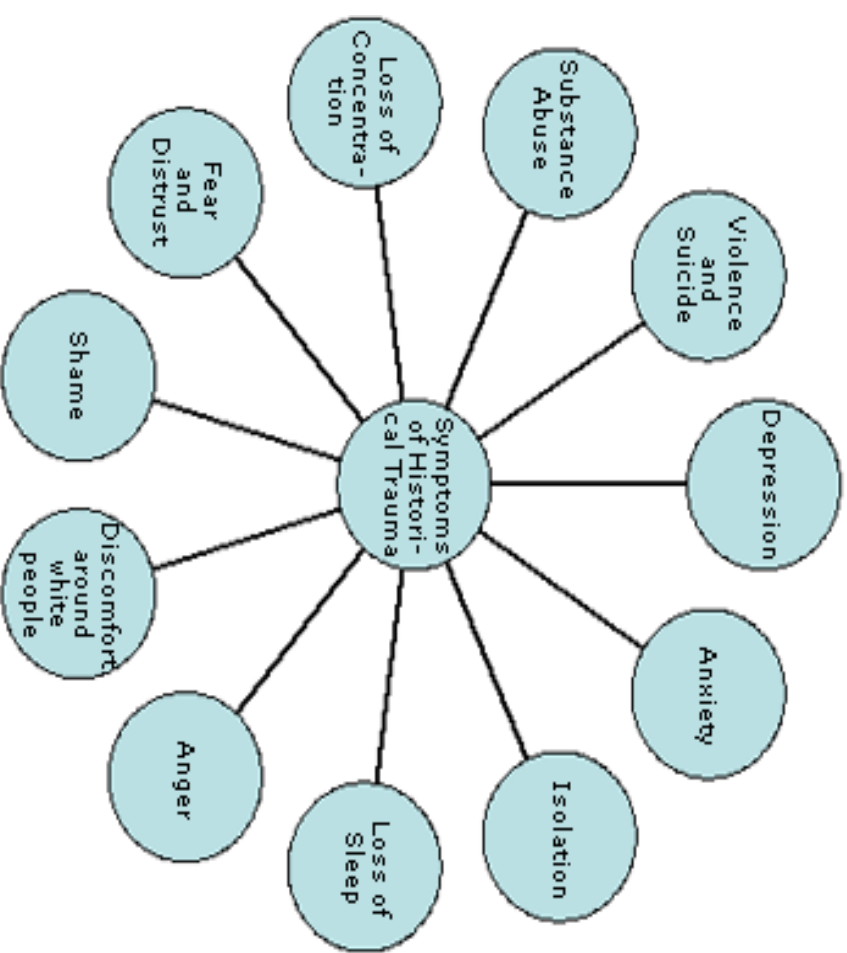 Symptoms
of Histori-
cal Trauma
Depression
Anxiety
Isolation
Loss of
Sleep
Anger
Discomfort
around
white
people
Shame
Fear
and
Distrust
Loss of
Concentra-
tion
Substance
Abuse
Violence
and
Suicide